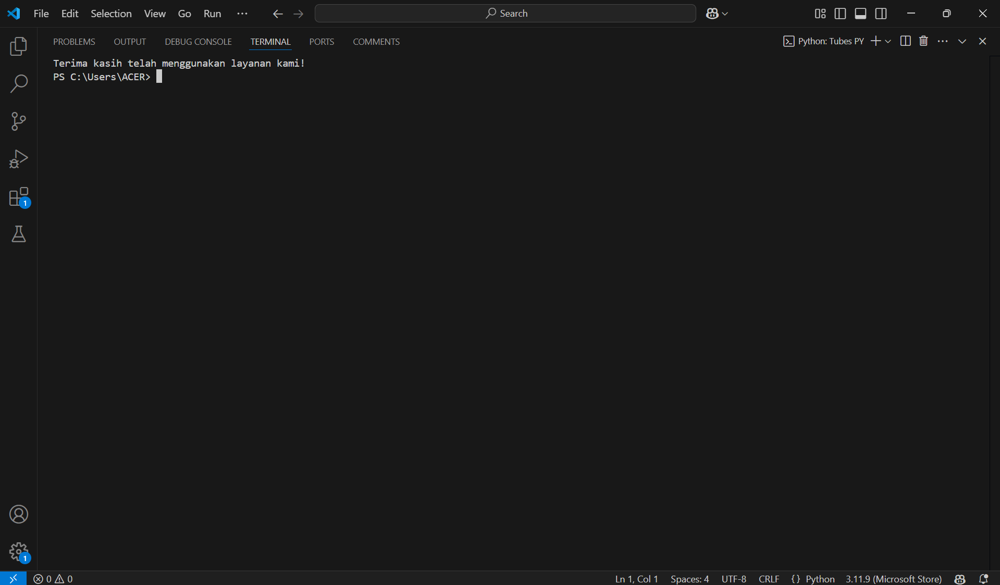 File Edit Selection View Go Run ··· Search
PROBLEMS OUTPUT DEBUG CONSOLE TERMINAL PORTS COMMENTS Python: Tubes PY
Terima kasih telah menggunakan layanan kami!
PS C:\Users\ACER>
1
1
0 0 Ln 1, Col 1 Spaces: 4 UTF-8 CRLF {} Python 3.11.9 (Microsoft Store)